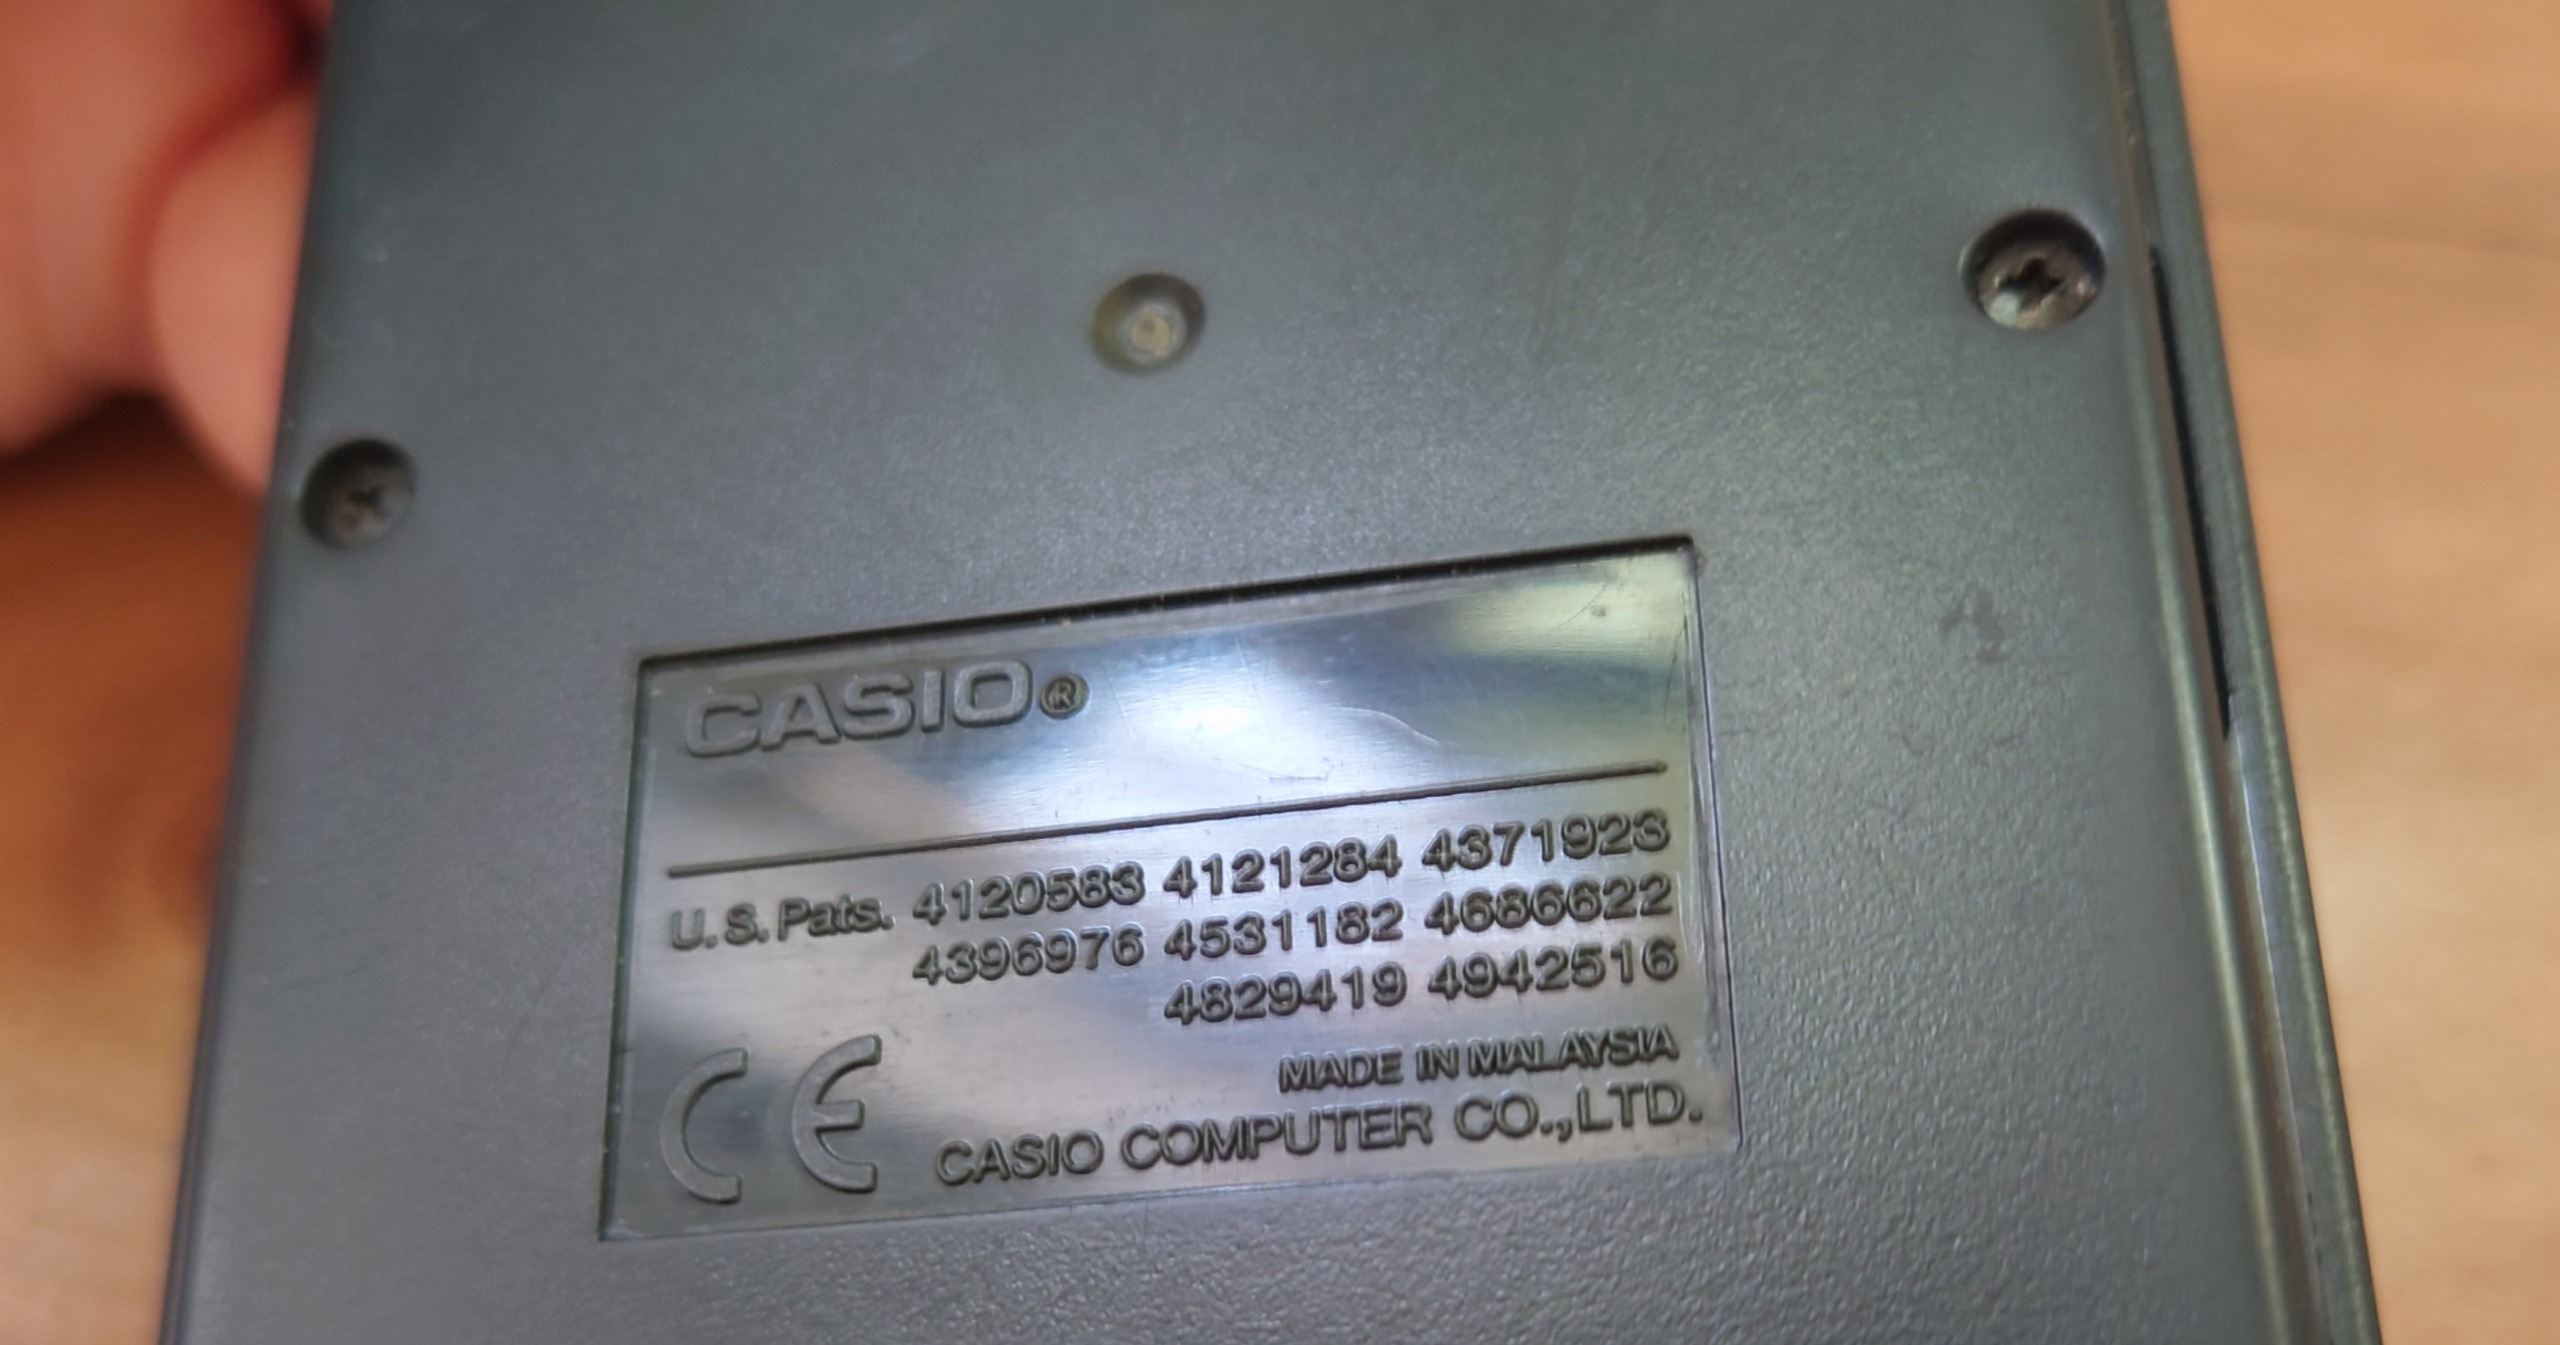 CASIO®
U.S. Pats. 4120583 4121284 4371923
4396976 4531182 4686622
4829419 4942516
CE
MADE IN MALAYSIA
CASIO COMPUTER CO.,LTD.